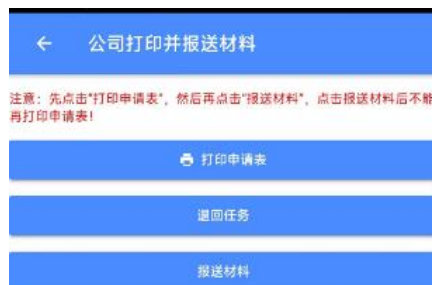 公司打印并报送材料
注意：先点击"打印申请表"，然后再点击"报送材料"，点击报送材料后不能
再打印申请表！
打印申请表
退回任务
报送材料